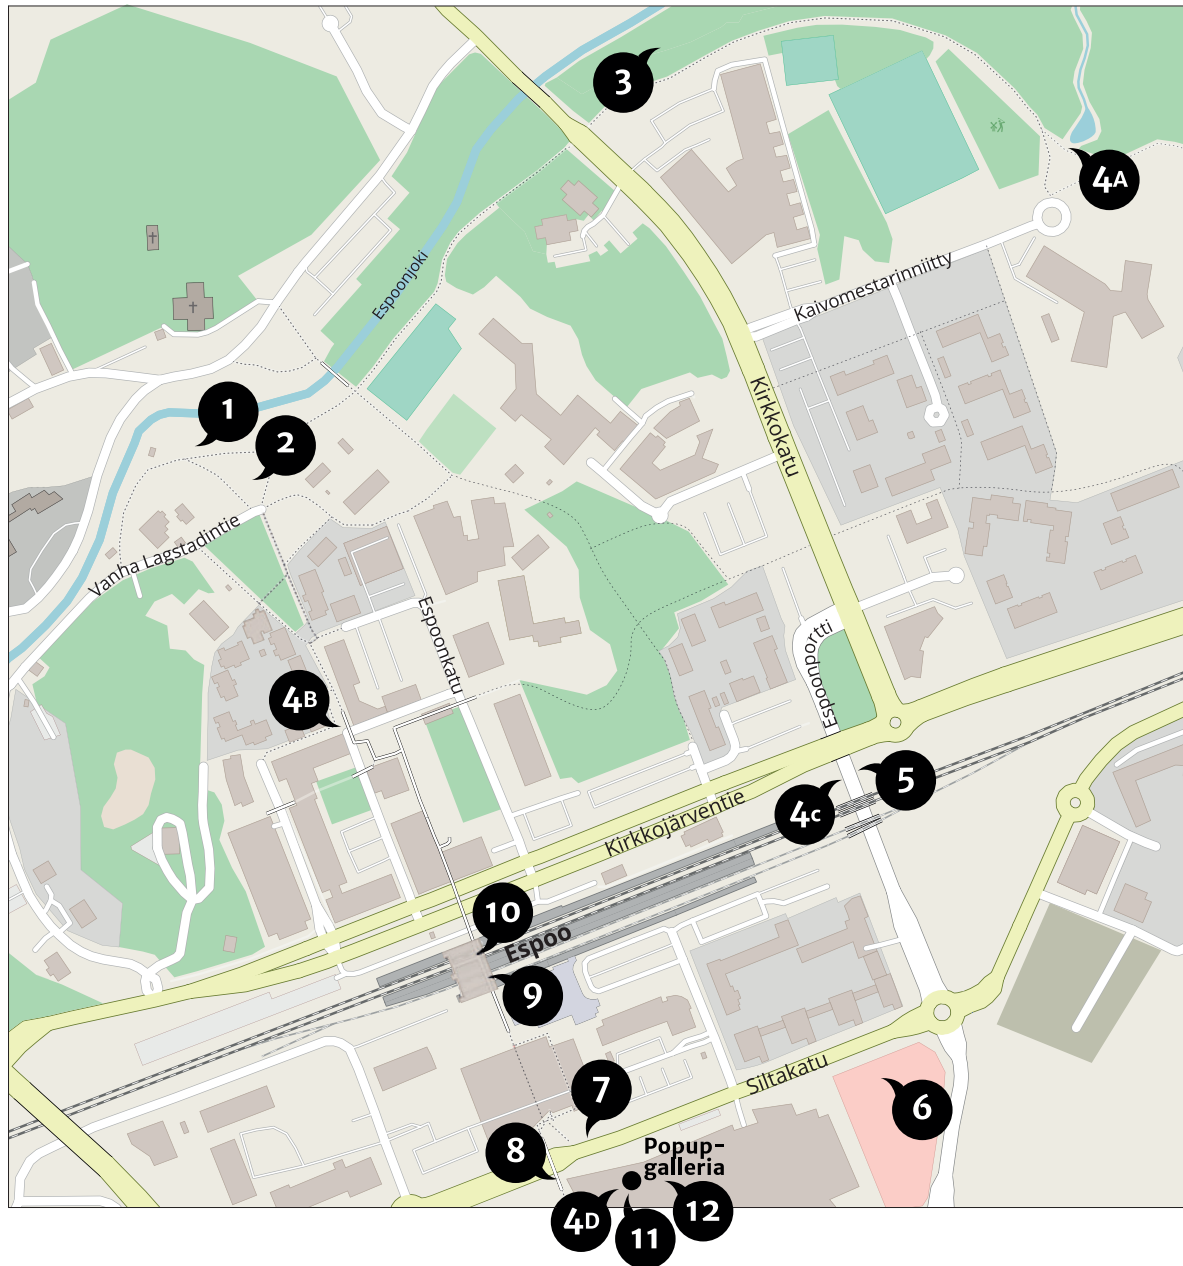 3
4A
Espoonjoki
Kaivomestarinniitty
1
2
Kirkkokatu
Vanha Lagstadintie
Espoonkatu
Espoonportti
4B
5
4C
Kirkkojärventie
10
Espoo
9
Siltakatu
7
6
8
Popup-
galleria
4D
11
12